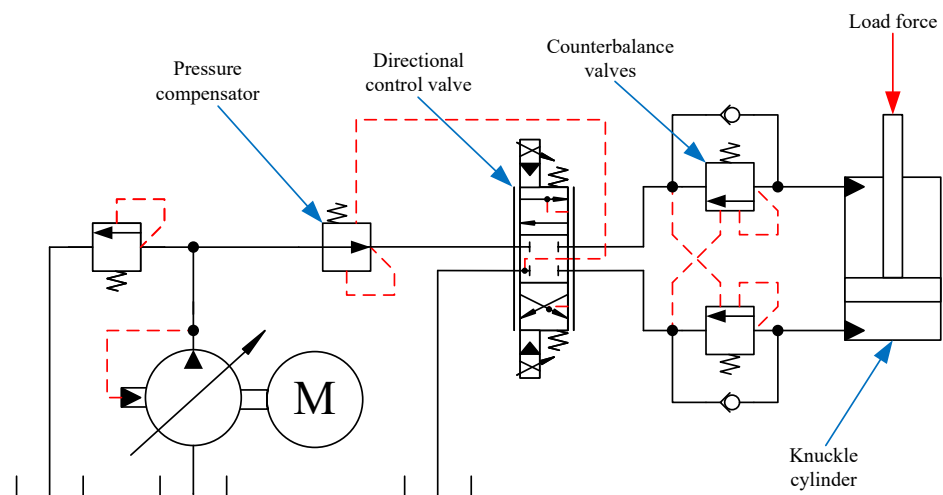 Load force
Directional
control valve
Counterbalance
valves
Pressure
compensator
M
Knuckle
cylinder